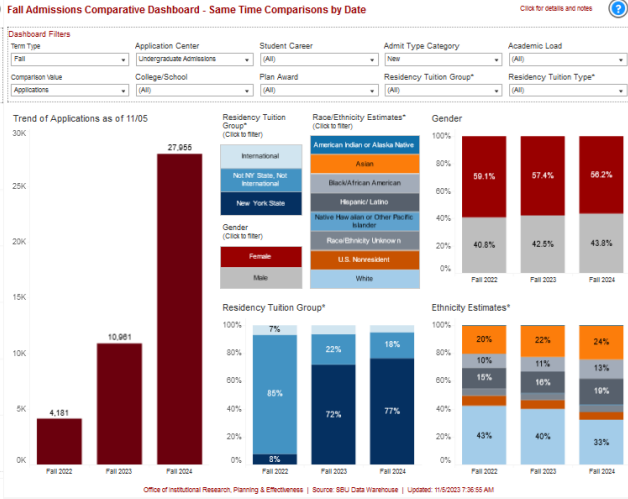 Fall Admissions Comparative Dashboard - Same Time Comparisons by Date
Click for details and notes
?
Dashboard Filters
Term Type
Application Center
Student Career
Admit Type Category
Academic Load
Fall
Undergraduate Admissions
(All)
New
(All)
Comparison Value
College/School
Plan Award
Residency Tuition Group*
Residency Tuition Type*
Applications
(All)
(All)
(All)
(All)
Trend of Applications as of 11/05
30K
25K
20K
15K
10K
5K
0K
4,181
10,961
27,955
Fall 2022
Fall 2023
Fall 2024
Residency Tuition
Group*
(Click to filter)
International
Not NY State, Not
International
New York State
Gender
(Click to filter)
Female
Male
Race/Ethnicity Estimates*
(Click to filter)
American Indian or Alaska Native
Asian
Black/African American
Hispanic/ Latino
Native Hawaiian or Other Pacific
Islander
Race/Ethnicity Unknown
U.S. Nonresident
White
Gender
100%
80%
60%
40%
20%
0%
59.1%
57.4%
56.2%
40.8%
42.5%
43.8%
Fall 2022
Fall 2023
Fall 2024
Residency Tuition Group*
100%
80%
60%
40%
20%
0%
7%
85%
8%
22%
72%
18%
77%
Fall 2022
Fall 2023
Fall 2024
Ethnicity Estimates*
100%
80%
60%
40%
20%
0%
20%
10%
15%
43%
22%
11%
16%
40%
24%
13%
19%
33%
Fall 2022
Fall 2023
Fall 2024
Office of Institutional Research, Planning & Effectiveness | Source: SBU Data Warehouse | Updated: 11/5/2023 7:36:55 AM